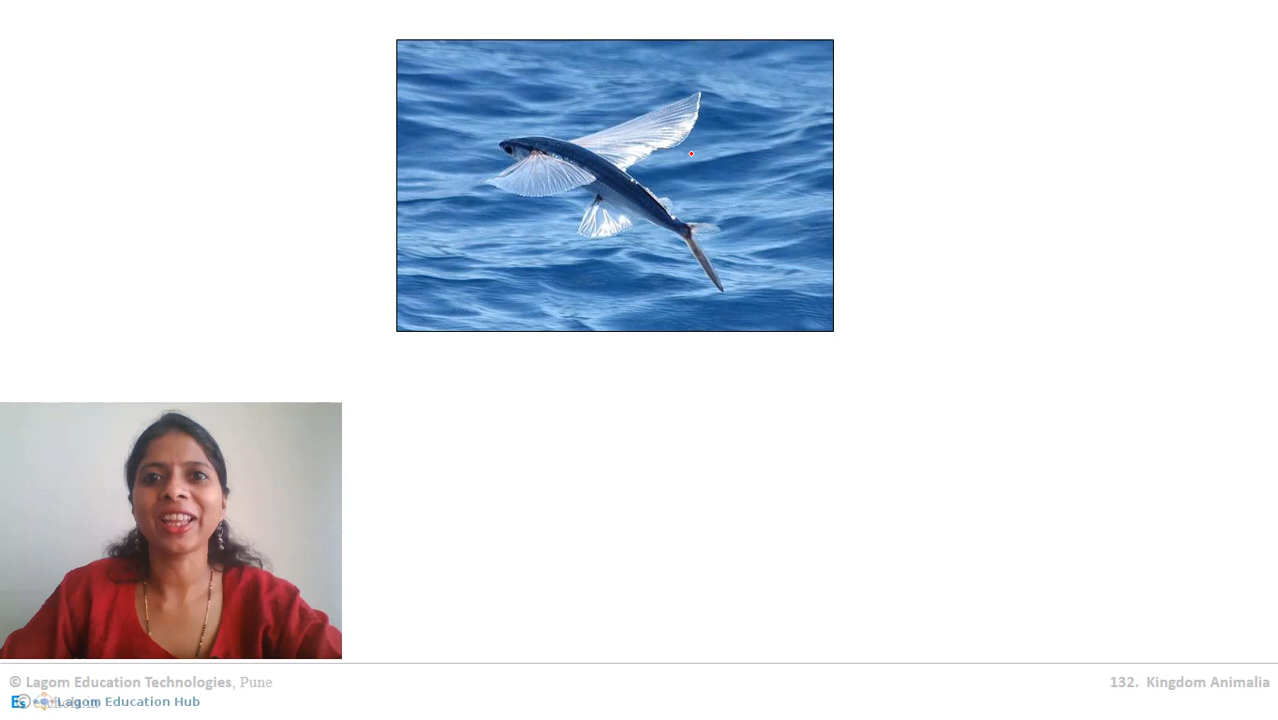 © Lagom Education Technologies, Pune
132. Kingdom Animalia
Lagom Education Hub